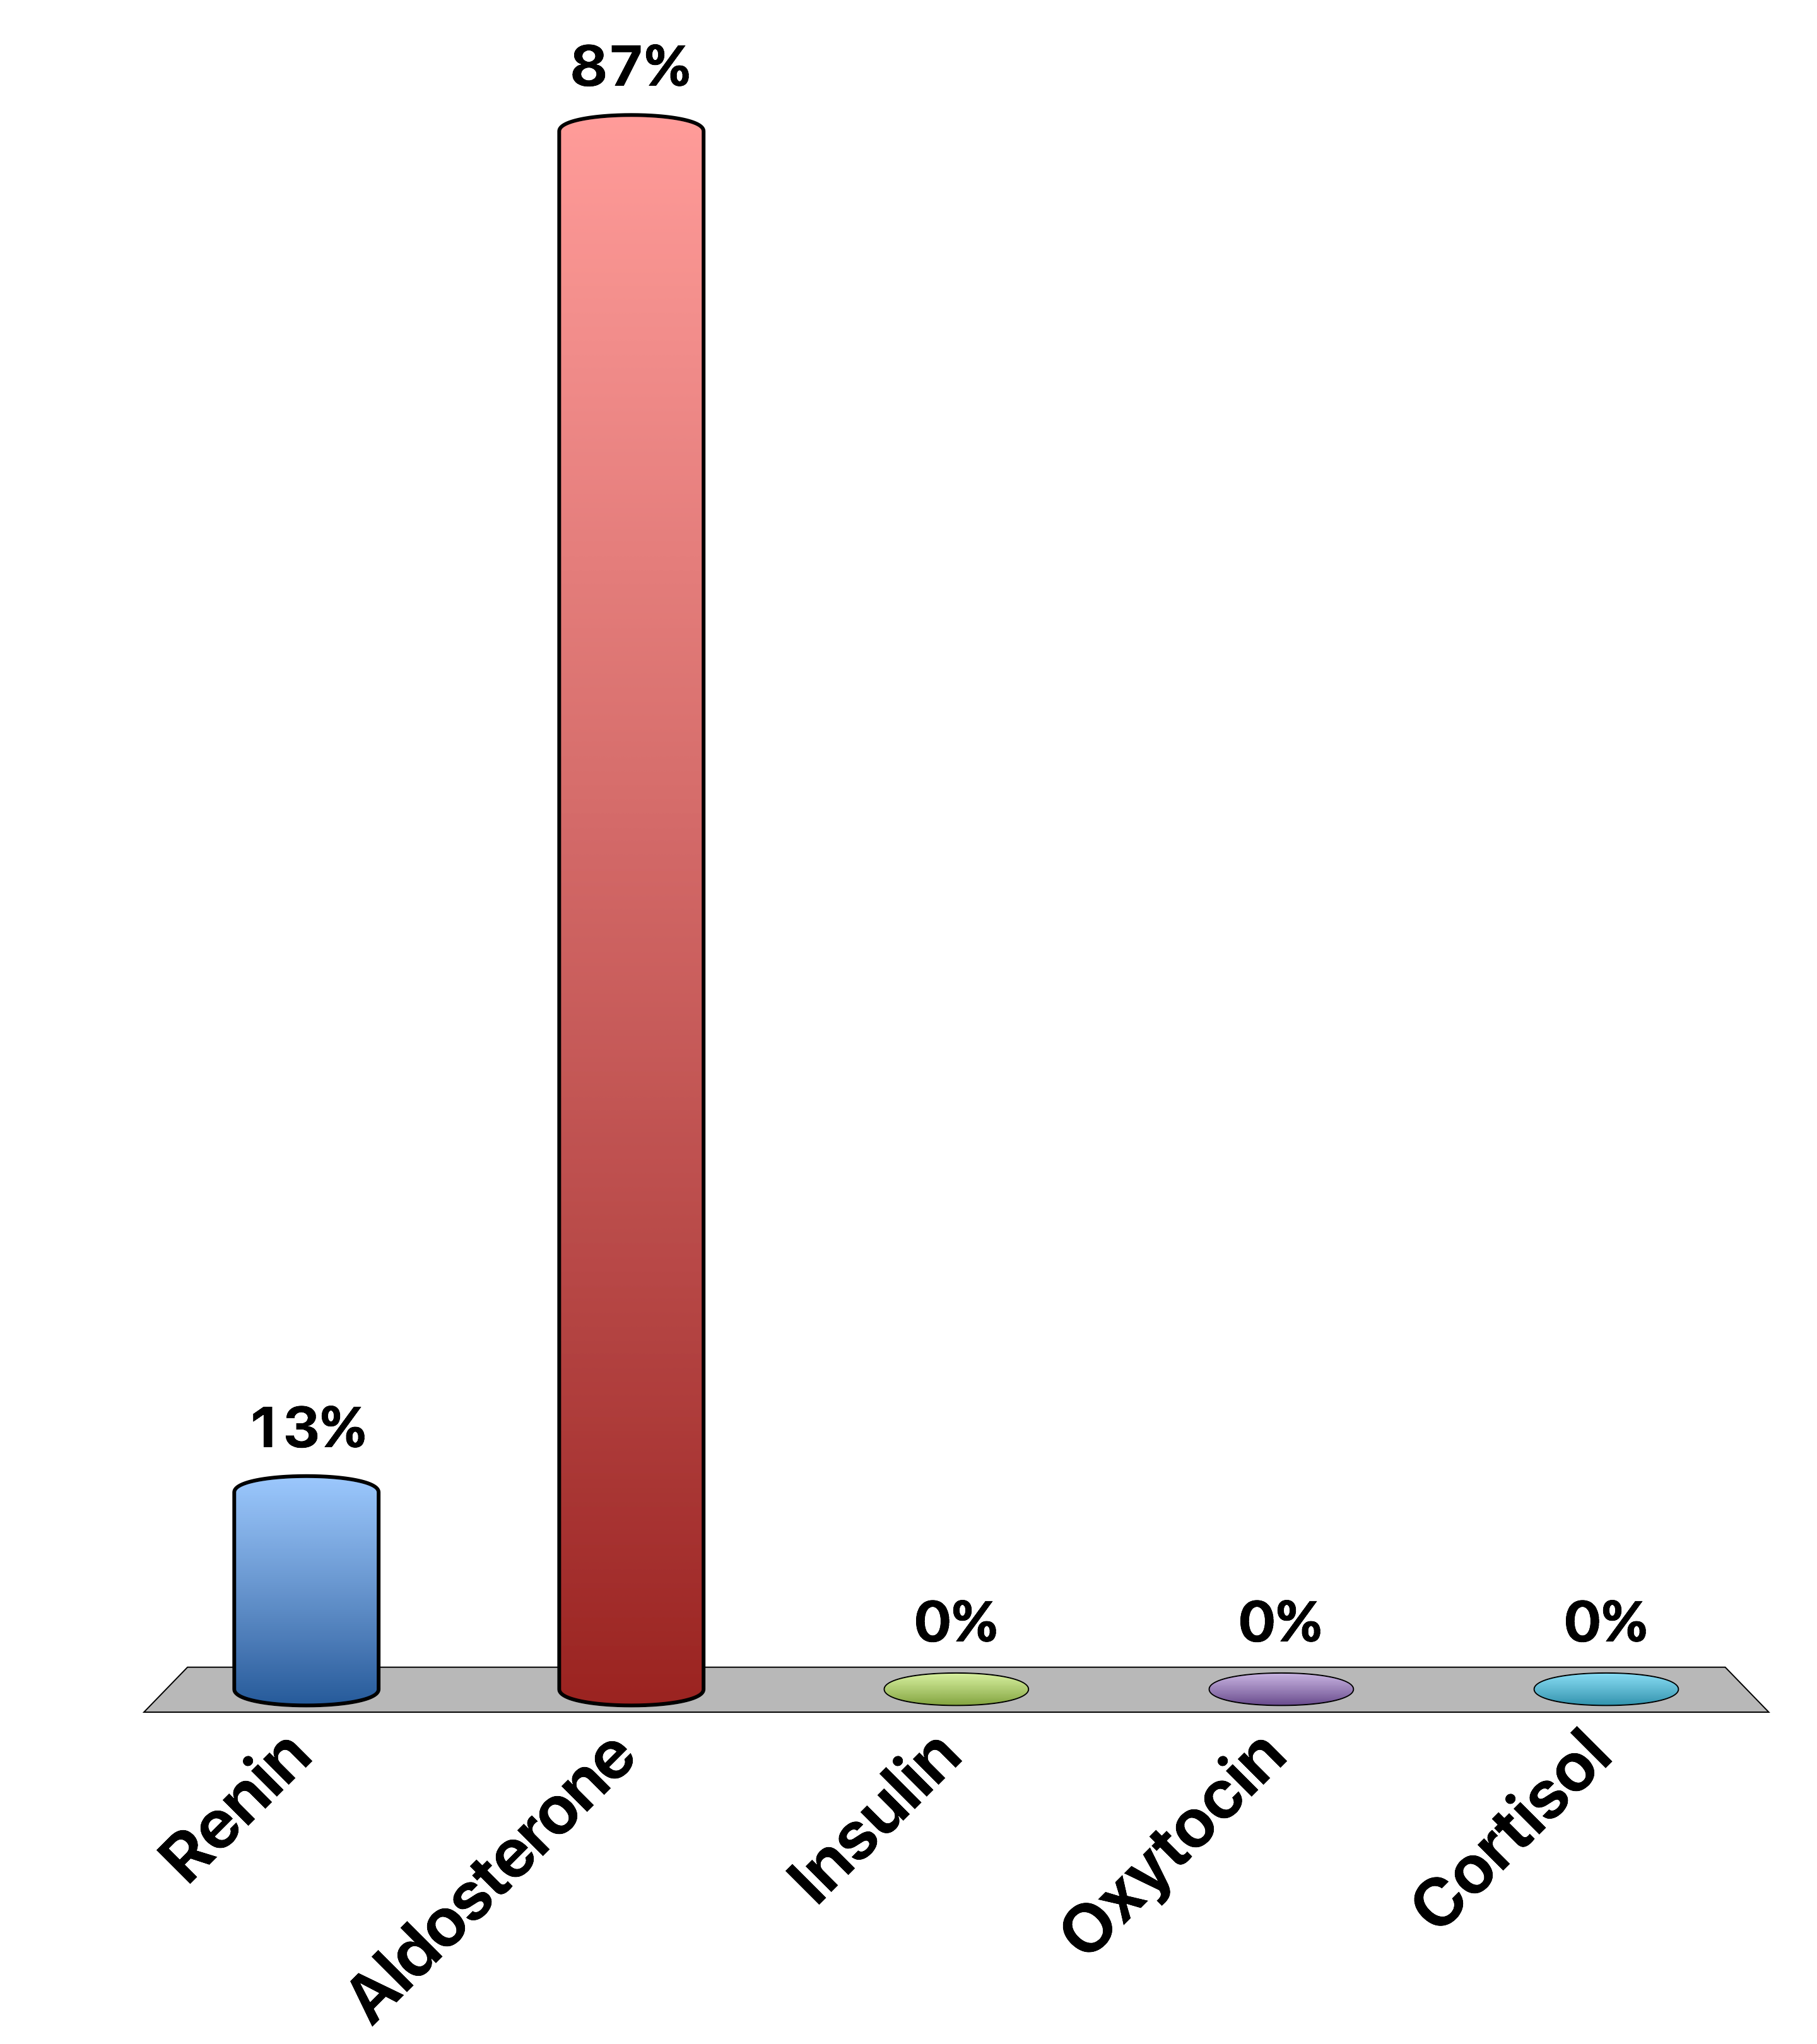 87%
13%
0%
0%
0%
Renin
Aldosterone
Insulin
Oxytocin
Cortisol